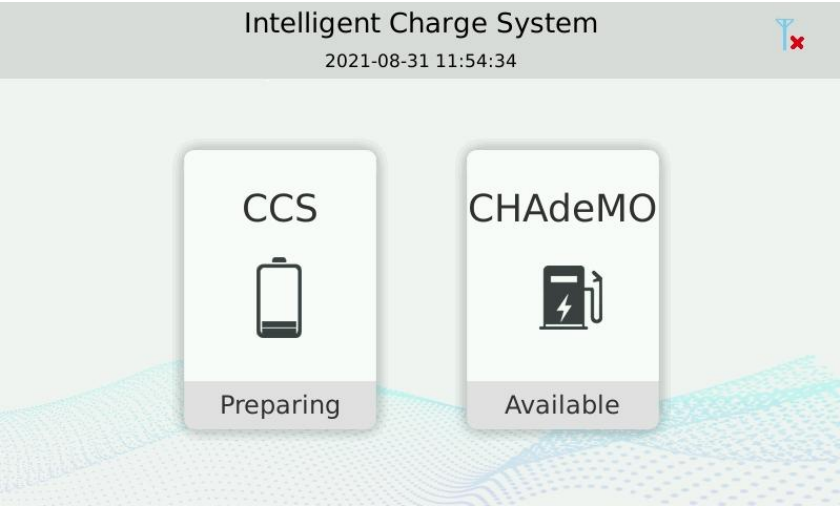 Intelligent Charge System
2021-08-31 11:54:34
CCS
Preparing
CHAdeMO
Available